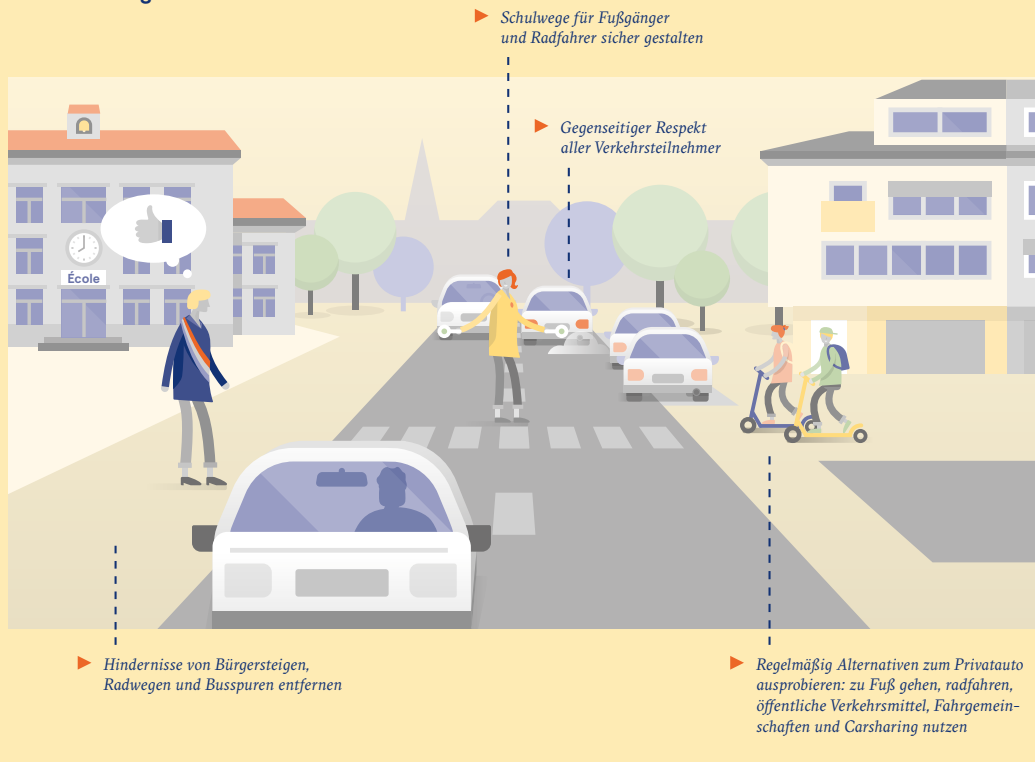 Schulwege für Fußgänger
und Radfahrer sicher gestalten
Gegenseitiger Respekt
aller Verkehrsteilnehmer
École
Hindernisse von Bürgersteigen,
Radwegen und Busspuren entfernen
Regelmäßig Alternativen zum Privatauto
ausprobieren: zu Fuß gehen, radfahren,
öffentliche Verkehrsmittel, Fahrgemein-
schaften und Carsharing nutzen